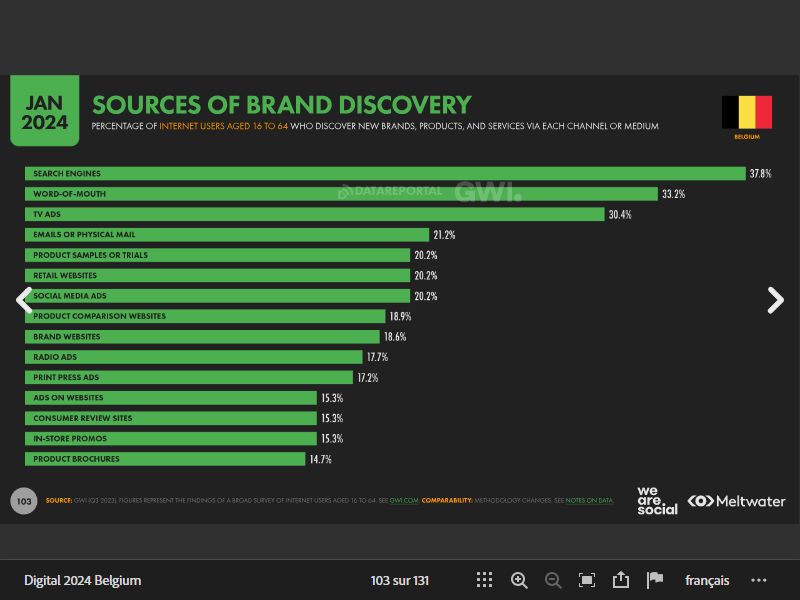 JAN
2024
SOURCES OF BRAND DISCOVERY
PERCENTAGE OF INTERNET USERS AGED 16 TO 64 WHO DISCOVER NEW BRANDS, PRODUCTS, AND SERVICES VIA EACH CHANNEL OR MEDIUM
BELGIUM
SEARCH ENGINES 37.8%
WORD-OF-MOUTH 33.2%
DATAREPORTAL GWI.
TV ADS 30.4%
EMAILS OR PHYSICAL MAIL 21.2%
PRODUCT SAMPLES OR TRIALS 20.2%
RETAIL WEBSITES 20.2%
SOCIAL MEDIA ADS 20.2%
PRODUCT COMPARISON WEBSITES 18.9%
BRAND WEBSITES 18.6%
RADIO ADS 17.7%
PRINT PRESS ADS 17.2%
ADS ON WEBSITES 15.3%
CONSUMER REVIEW SITES 15.3%
IN-STORE PROMOS 15.3%
PRODUCT BROCHURES 14.7%
103
SOURCE: GWI (Q3 2023). FIGURES REPRESENT THE FINDINGS OF A BROAD SURVEY OF INTERNET USERS AGED 16 TO 64. SEE GWI.COM. COMPARABILITY: METHODOLOGY CHANGES. SEE NOTES ON DATA.
we
are.
social
Meltwater
Digital 2024 Belgium
103 sur 131
français